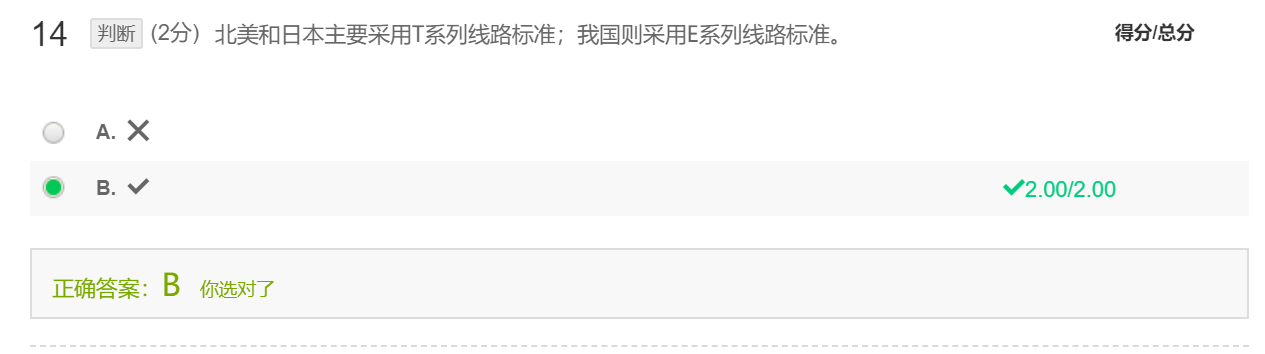 14 判断 (2分) 北美和日本主要采用T系列线路标准；我国则采用E系列线路标准。 得分/总分
A. ✕
B. ✓ ✓2.00/2.00
正确答案：B 你选对了